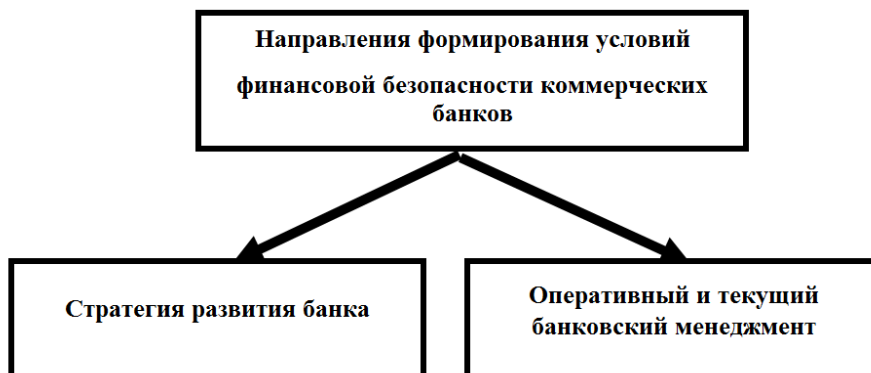 Направления формирования условий
финансовой безопасности коммерческих
банков
Стратегия развития банка
Оперативный и текущий
банковский менеджмент